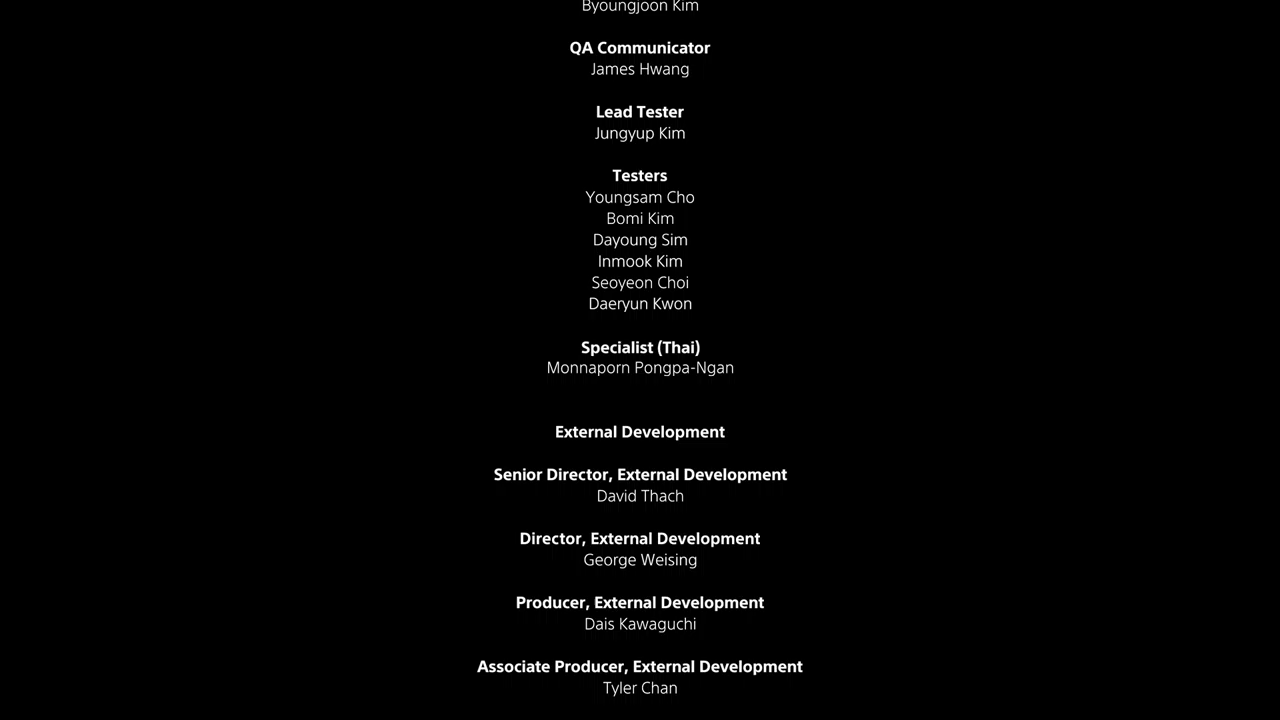 Byoungjoon Kim
QA Communicator
James Hwang
Lead Tester
Jungyup Kim
Testers
Youngsam Cho
Bomi Kim
Dayoung Sim
Inmook Kim
Seoyeon Choi
Daeryun Kwon
Specialist (Thai)
Monnaporn Pongpa-Ngan
External Development
Senior Director, External Development
David Thach
Director, External Development
George Weising
Producer, External Development
Dais Kawaguchi
Associate Producer, External Development
Tyler Chan